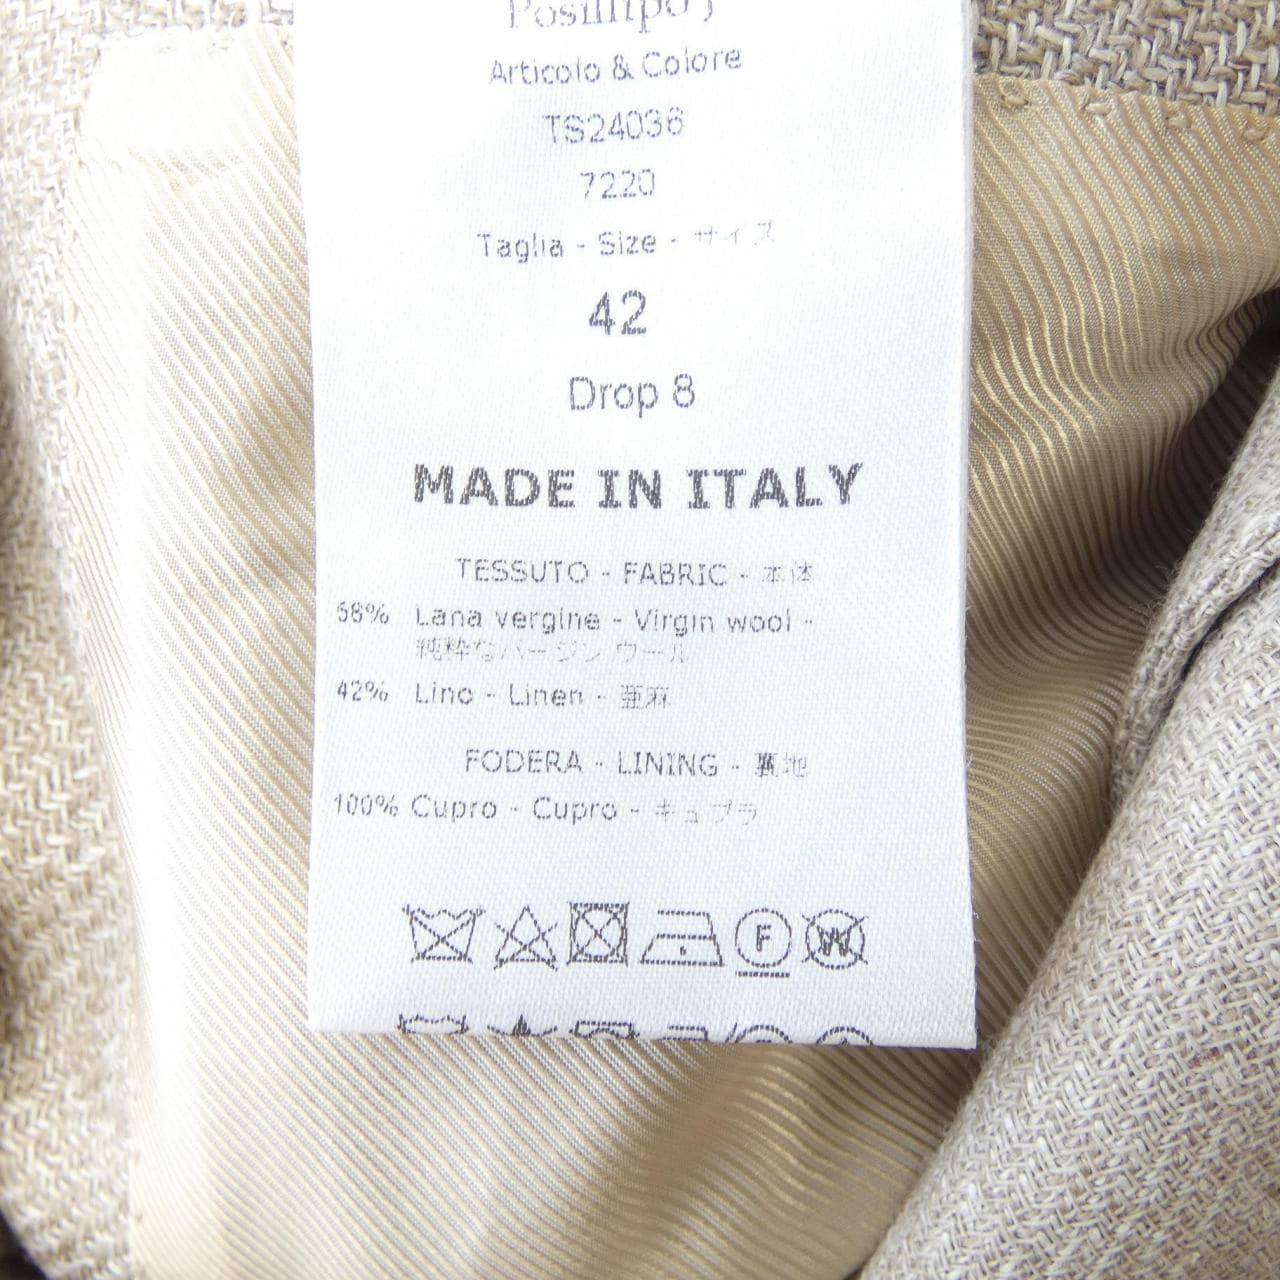 Posillipo
Articolo & Colore
TS24036
7220
Taglia - Size - サイズ
42
Drop 8
MADE IN ITALY
TESSUTO - FABRIC - 本体
58% Lana vergine - Virgin wool -
純粋なバージン ウール
42% Lino - Linen - 亜麻
FODERA - LINING - 裏地
100% Cupro - Cupro - キュプラ
F W